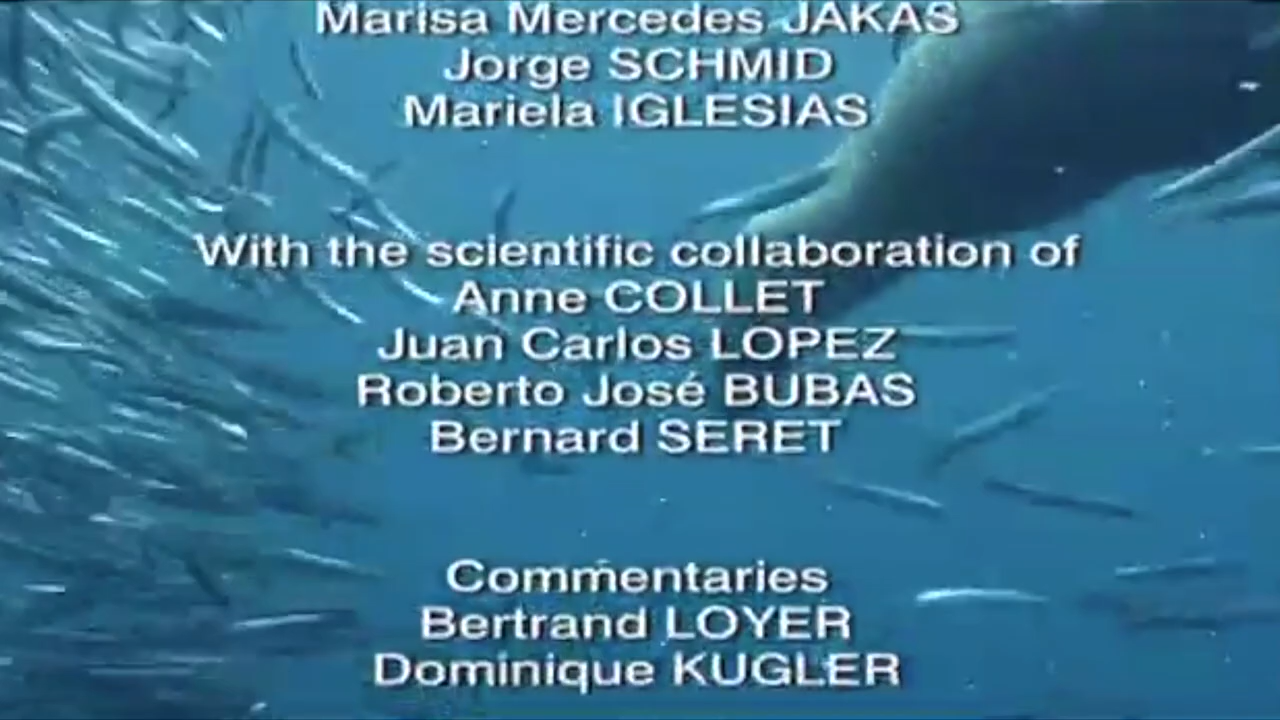 Marisa Mercedes JAKAS
Jorge SCHMID
Mariela IGLESIAS
With the scientific collaboration of
Anne COLLET
Juan Carlos LOPEZ
Roberto José BUBAS
Bernard SERET
Commentaries
Bertrand LOYER
Dominique KUGLER